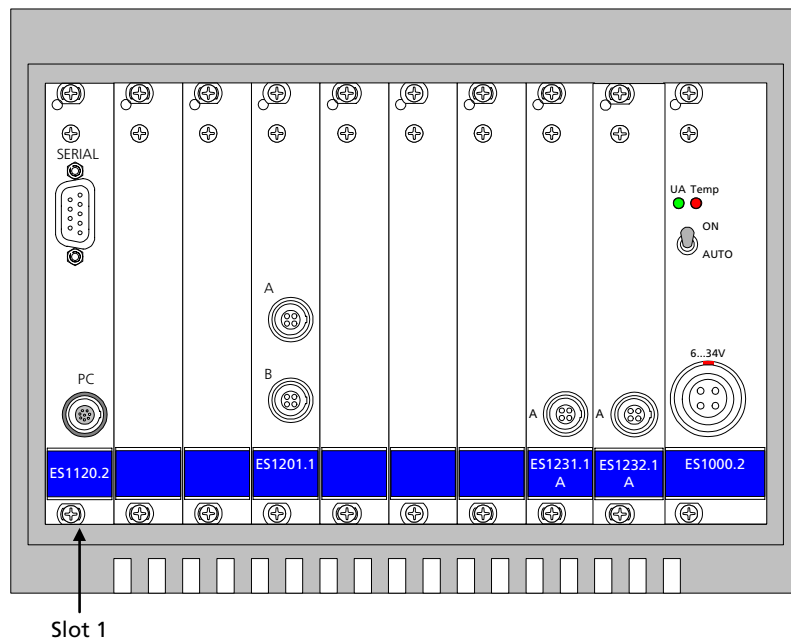 SERIAL
UA Temp
ON
AUTO
A
B
PC
6...34V
A
A
ES1120.2
ES1201.1
ES1231.1
A
ES1232.1
A
ES1000.2
Slot 1